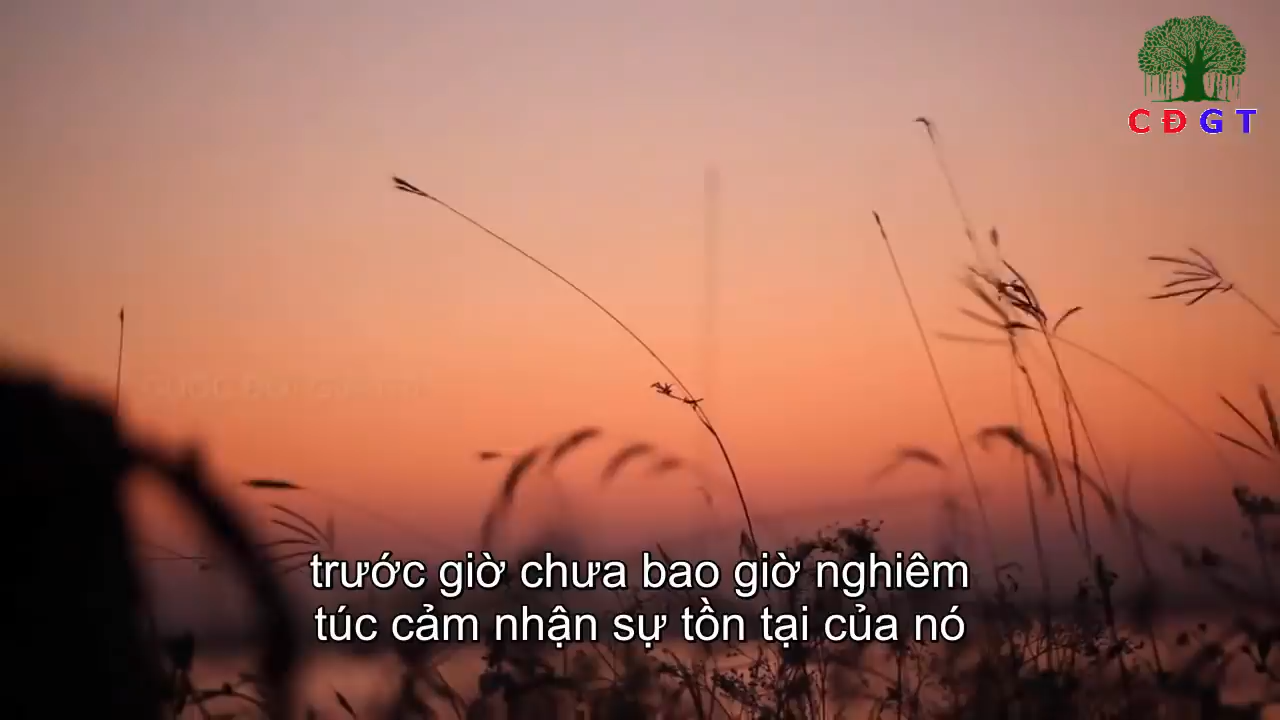 CĐGT
trước giờ chưa bao giờ nghiêm
túc cảm nhận sự tồn tại của nó